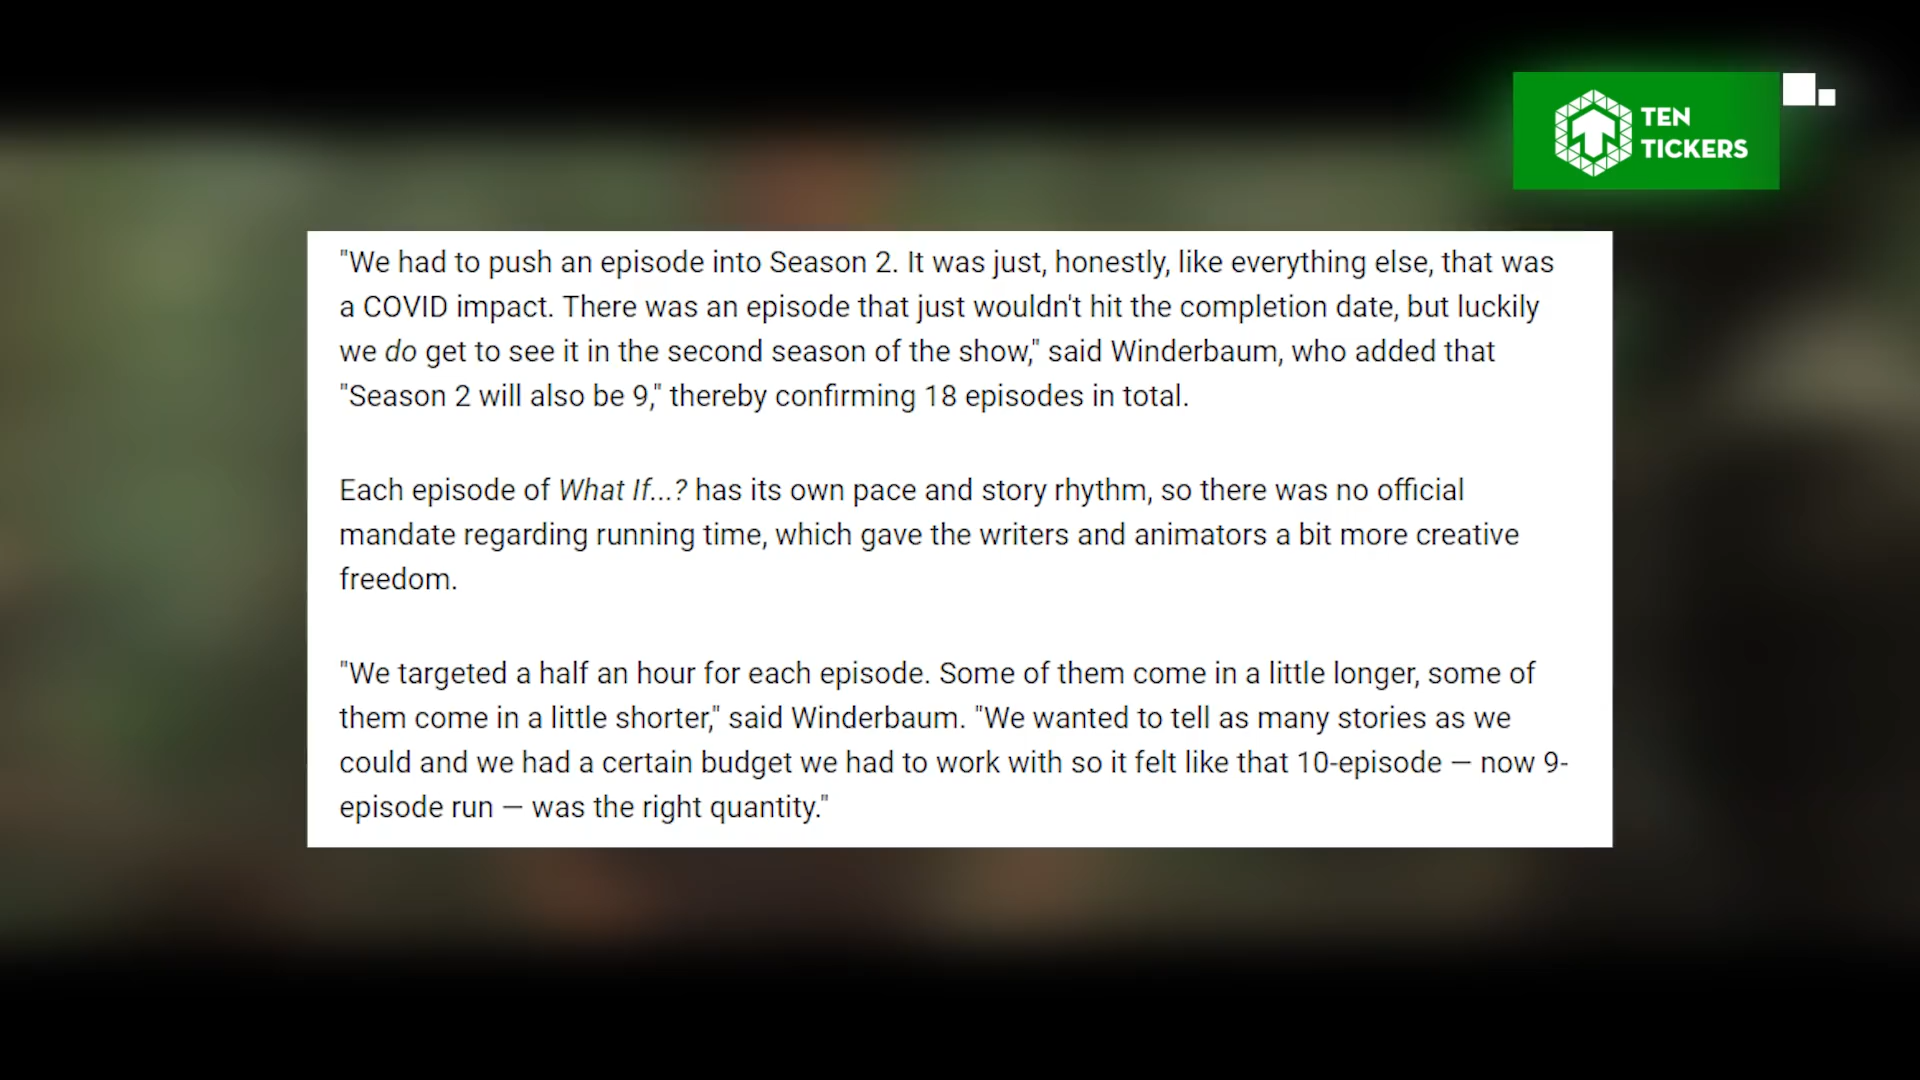 TEN
TICKERS
"We had to push an episode into Season 2. It was just, honestly, like everything else, that was
a COVID impact. There was an episode that just wouldn't hit the completion date, but luckily
we do get to see it in the second season of the show," said Winderbaum, who added that
"Season 2 will also be 9," thereby confirming 18 episodes in total.
Each episode of What If...? has its own pace and story rhythm, so there was no official
mandate regarding running time, which gave the writers and animators a bit more creative
freedom.
"We targeted a half an hour for each episode. Some of them come in a little longer, some of
them come in a little shorter," said Winderbaum. "We wanted to tell as many stories as we
could and we had a certain budget we had to work with so it felt like that 10-episode — now 9-
episode run — was the right quantity."